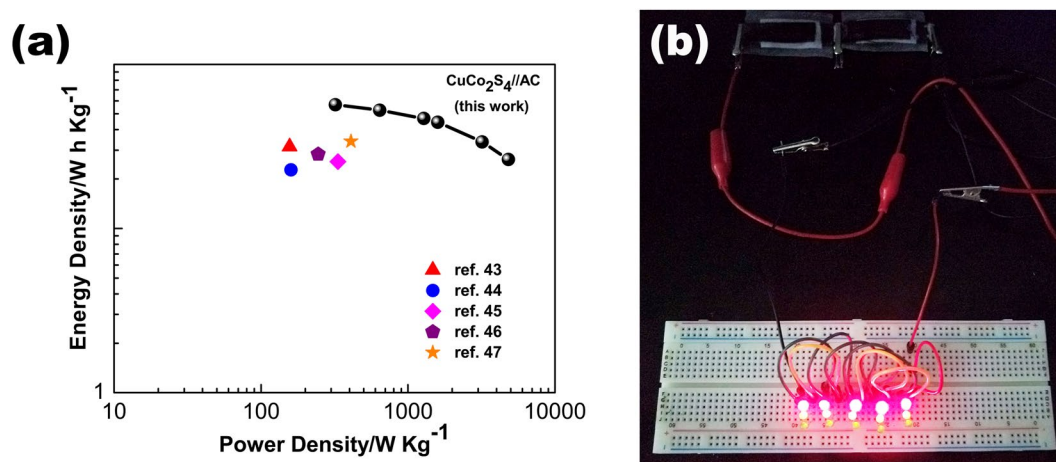 (a)
CuCo2S4//AC
(this work)
Energy Density/W h Kg-1
ref. 43
ref. 44
ref. 45
ref. 46
ref. 47
1
10
100
1000
10000
Power Density/W Kg-1
(b)